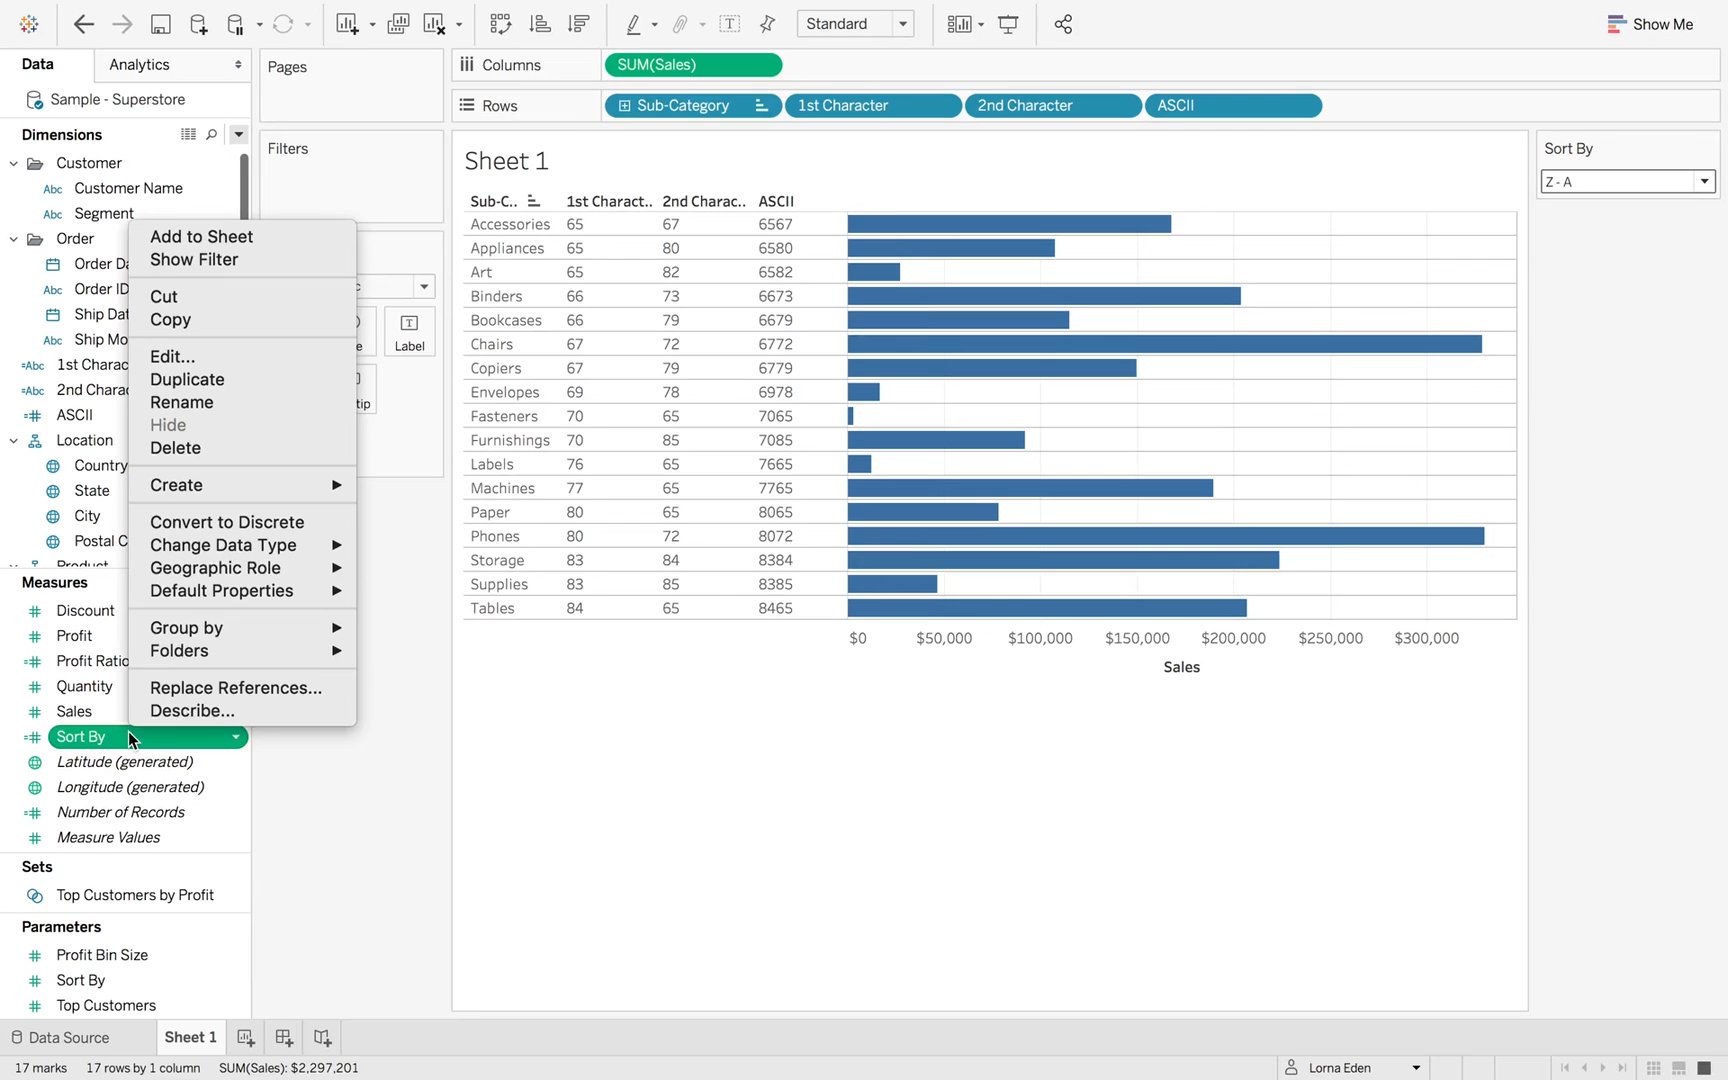 Standard
Show Me
Data
Analytics
Sample - Superstore
Dimensions
Customer
Customer Name
Segment
Order
Order Da
Order ID
Ship Dat
Ship Mo
1st Charac
2nd Charac
ASCII
Location
Country
State
City
Postal C
Product
Measures
Discount
Profit
Profit Ratio
Quantity
Sales
Sort By
Latitude (generated)
Longitude (generated)
Number of Records
Measure Values
Sets
Top Customers by Profit
Parameters
Profit Bin Size
Sort By
Top Customers
Add to Sheet
Show Filter
Cut
Copy
Edit...
Duplicate
Rename
Hide
Delete
Create
Convert to Discrete
Change Data Type
Geographic Role
Default Properties
Group by
Folders
Replace References...
Describe...
Pages
Filters
c
e
Label
tip
Columns
SUM(Sales)
Rows
Sub-Category
1st Character
2nd Character
ASCII
Sheet 1
Sub-C.. 1st Charact.. 2nd Charac.. ASCII
Accessories 65 67 6567
Appliances 65 80 6580
Art 65 82 6582
Binders 66 73 6673
Bookcases 66 79 6679
Chairs 67 72 6772
Copiers 67 79 6779
Envelopes 69 78 6978
Fasteners 70 65 7065
Furnishings 70 85 7085
Labels 76 65 7665
Machines 77 65 7765
Paper 80 65 8065
Phones 80 72 8072
Storage 83 84 8384
Supplies 83 85 8385
Tables 84 65 8465
$0 $50,000 $100,000 $150,000 $200,000 $250,000 $300,000
Sales
Sort By
Z - A
Data Source
Sheet 1
17 marks 17 rows by 1 column SUM(Sales): $2,297,201
Lorna Eden